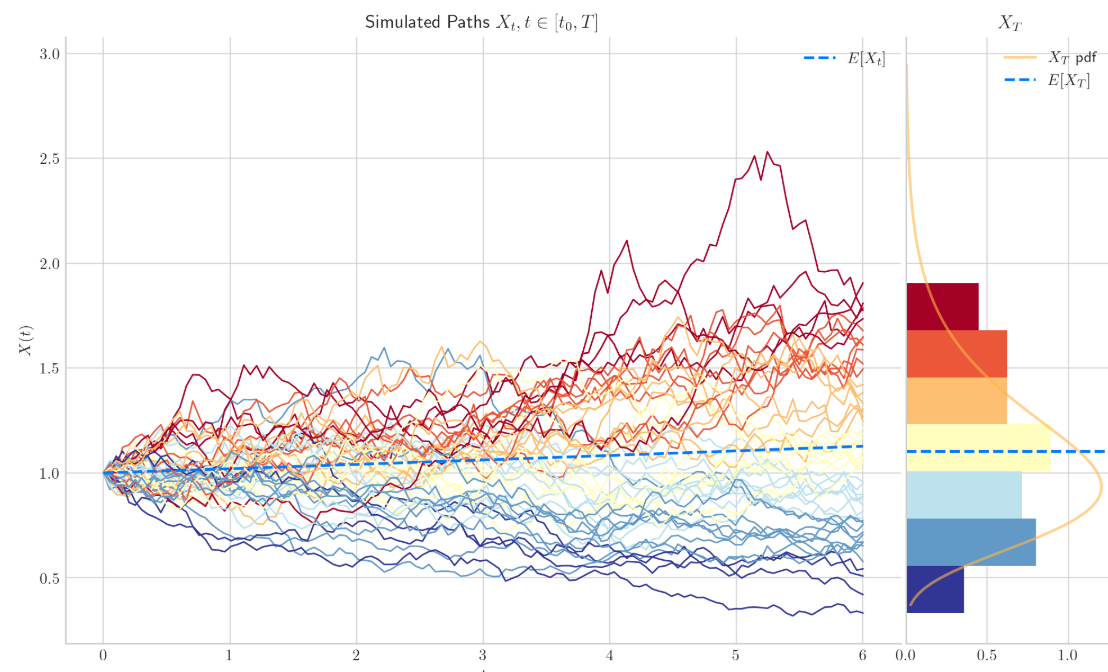 Simulated Paths $X_t, t \in [t_0, T]$
$X_T$
3.0
2.5
2.0
1.5
1.0
0.5
X(t)
$E[X_t]$
$X_T$ pdf
$E[X_T]$
0 1 2 3 4 5 6
0.0 0.5 1.0